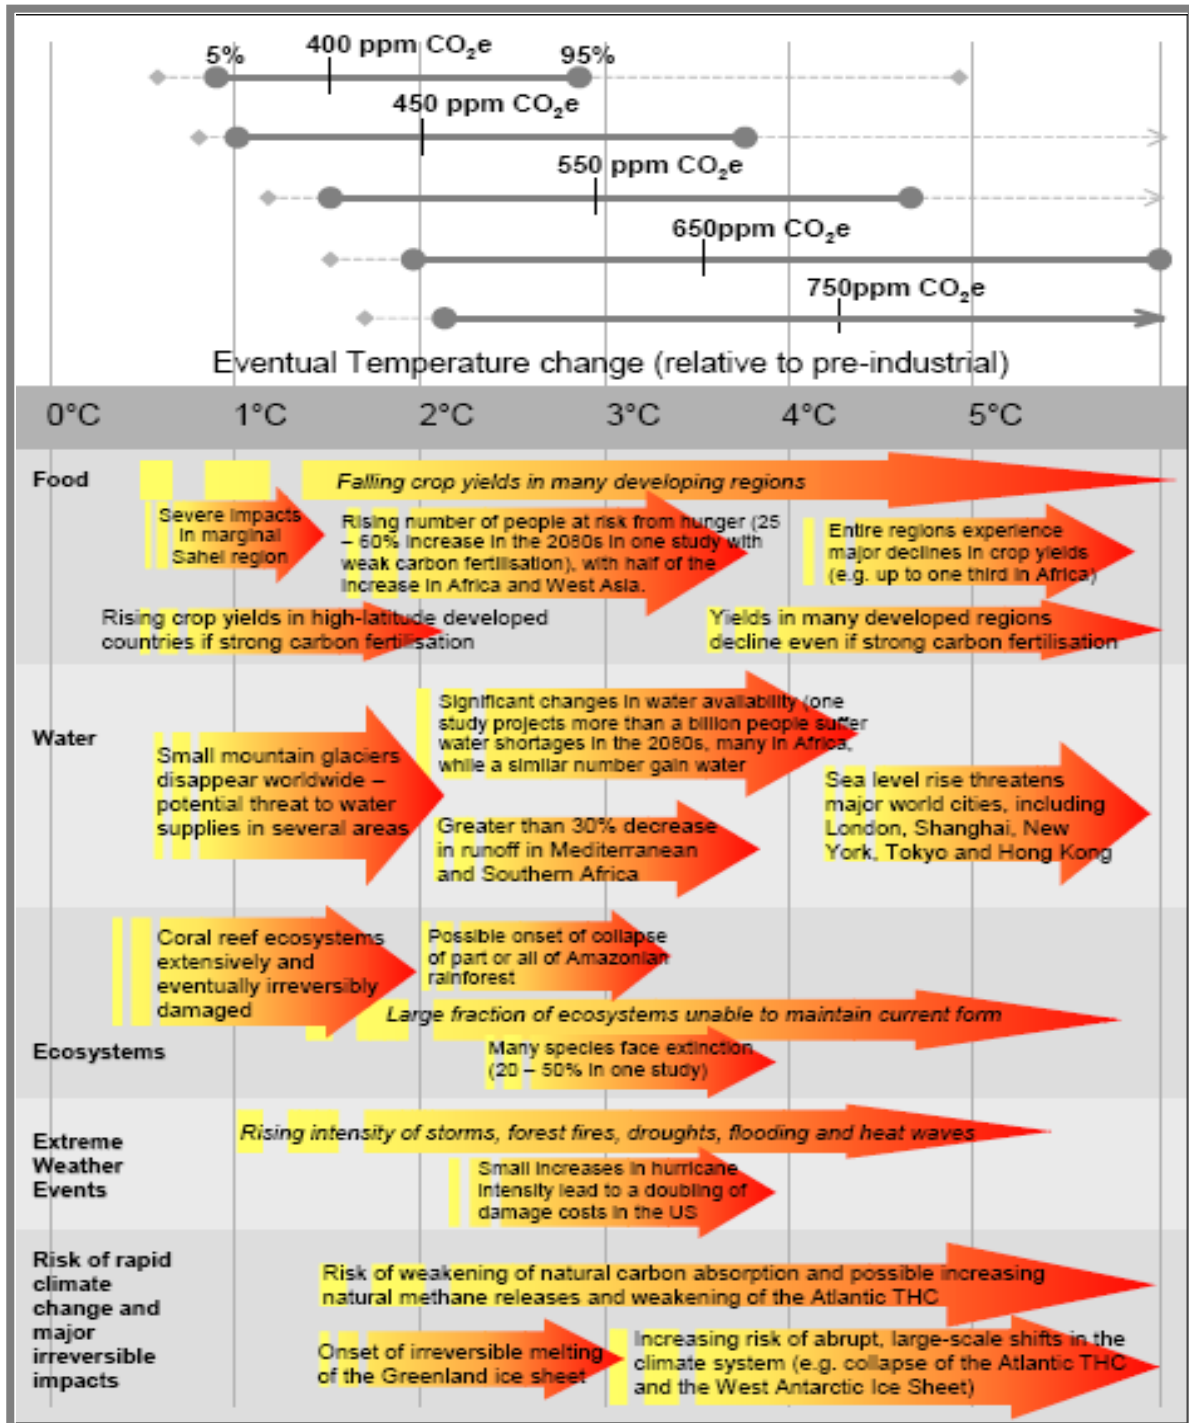 400 ppm CO₂e
5%
95%
450 ppm CO₂e
550 ppm CO₂e
650ppm CO₂e
750ppm CO₂e
Eventual Temperature change (relative to pre-industrial)
0°C 1°C 2°C 3°C 4°C 5°C
Food
Falling crop yields in many developing regions
Severe impacts
in marginal
Sahel region
Rising number of people at risk from hunger (25
– 60% increase in the 2080s in one study with
weak carbon fertilisation), with half of the
increase in Africa and West Asia.
Entire regions experience
major declines in crop yields
(e.g. up to one third in Africa)
Rising crop yields in high-latitude developed
countries if strong carbon fertilisation
Yields in many developed regions
decline even if strong carbon fertilisation
Water
Small mountain glaciers
disappear worldwide –
potential threat to water
supplies in several areas
Significant changes in water availability (one
study projects more than a billion people suffer
water shortages in the 2080s, many in Africa,
while a similar number gain water
Greater than 30% decrease
in runoff in Mediterranean
and Southern Africa
Sea level rise threatens
major world cities, including
London, Shanghai, New
York, Tokyo and Hong Kong
Ecosystems
Coral reef ecosystems
extensively and
eventually irreversibly
damaged
Possible onset of collapse
of part or all of Amazonian
rainforest
Large fraction of ecosystems unable to maintain current form
Many species face extinction
(20 – 50% in one study)
Extreme
Weather
Events
Rising intensity of storms, forest fires, droughts, flooding and heat waves
Small increases in hurricane
intensity lead to a doubling of
damage costs in the US
Risk of rapid
climate
change and
major
irreversible
impacts
Risk of weakening of natural carbon absorption and possible increasing
natural methane releases and weakening of the Atlantic THC
Onset of irreversible melting
of the Greenland ice sheet
Increasing risk of abrupt, large-scale shifts in the
climate system (e.g. collapse of the Atlantic THC
and the West Antarctic Ice Sheet)